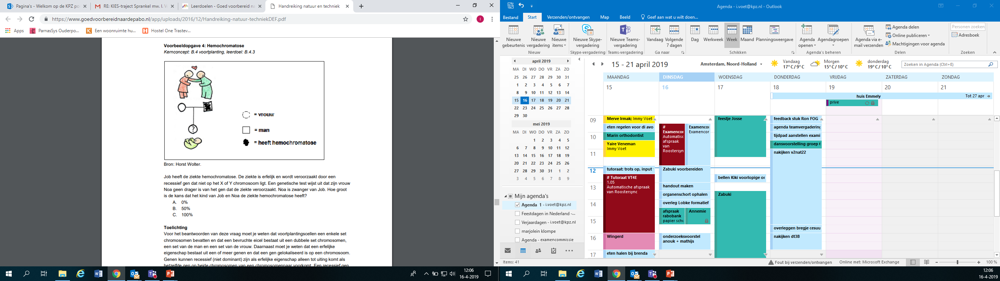 Pagina's - Welkom op de KPZ po
RE: KIES-traject Sprankel mw. I. V
Leerdoelen - Goed voorbereid na
Handreiking natuur en techniek
https://www.goedvoorbereidnaardepabo.nl/app/uploads/2016/12/Handreiking-natuur-techniekDEF.pdf
Apps
ParnasSys Ouderpo...
Een woonruimte hu...
Hostel One Trastev...
Voorbeeldopgave 4: Hemochromatose
Kernconcept: B.4 voortplanting, leerdoel: B.4.3
?
= vrouw
= man
= heeft hemochromatose
Bron: Horst Wolter.
Job heeft de ziekte hemochromatose. De ziekte is erfelijk en wordt veroorzaakt door een
recessief gen dat niet op het X of Y chromosoom ligt. Een genetische test wijst uit dat zijn vrouw
Noa geen drager is van het gen dat de ziekte veroorzaakt. Noa is zwanger van Job. Hoe groot
is de kans dat het kind van Job en Noa de ziekte hemochromatose heeft?
A. 0%
B. 50%
C. 100%
Toelichting
Voor het beantwoorden van deze vraag moet je weten dat voortplantingscellen een enkele set
chromosomen bevatten en dat een bevruchte eicel bestaat uit een dubbele set chromosomen,
een set van de man en een set van de vrouw. Daarnaast moet je weten dat een erfelijke
eigenschap bestaat uit een of meer genen en dat een gen gelokaliseerd is op een chromosoom.
Genen kunnen recessief (niet dominant) zijn als erfelijke eigenschap alleen tot uiting komt als
hetzelfde gen op beide chromosomen van een chromosomenpaar voorkomt. Een recessief gen
12:06
16-4-2019
Agenda - i.voet@kpz.nl - Outlook
Bestand Start Verzenden/ontvangen Map Beeld Geef aan wat u wilt doen...
Nieuwe gebeurtenis
Nieuwe vergadering
Nieuwe items
Nieuw
Nieuwe Skype-vergadering
Skype-vergadering
Nieuwe Teams-vergadering
Teams-vergadering
Vandaag
Volgende 7 dagen
Ga naar
Dag
Werkweek
Week
Maand
Planningsweergave
Schikken
Agenda openen
Agendagroepen
Agenda's beheren
Agenda via e-mail verzenden
Agenda delen
Online publiceren
Machtigingen voor agenda
Delen
Personen zoeken
Adresboek
Zoeken
april 2019
MA DI WO DO VR ZA ZO
25 26 27 28 29 30 31
1 2 3 4 5 6 7
8 9 10 11 12 13 14
15 16 17 18 19 20 21
22 23 24 25 26 27 28
29 30
mei 2019
MA DI WO DO VR ZA ZO
1 2 3 4 5
6 7 8 9 10 11 12
13 14 15 16 17 18 19
20 21 22 23 24 25 26
27 28 29 30 31 1 2
3 4 5 6 7 8 9
Mijn agenda's
Agenda 1 - i.voet@kpz.nl
Feestdagen in Nederland -...
Verjaardagen - i.voet@kpz.nl
marjolein klompe
Agenda - examencommissie
15 - 21 april 2019
Amsterdam, Noord-Holland
Vandaag
17°C/9°C
Morgen
15°C/10°C
donderdag
19°C/10°C
Zoeken in Agenda (Ctrl+E)
MAANDAG DINSDAG WOENSDAG DONDERDAG VRIJDAG ZATERDAG ZONDAG
15 16 17 18 19 20 21
huis Emmely
Tot 27 apr
prive
09
10
11
12
13
14
15
16
17
Merve Irmak; Immy Voet
eten regelen voor di avo
Marin orthodontist
Yaire Veneman
Immy Voet
tutoraat: trots op, input
# Tutoraat VT4E
1.05
Automatische afspraak
van Roostersync
Wingerd
eten halen bij brenda
#
Examencor
Automatisc
afspraak
van
Roostersyn
Examencor
Examencor
Zabuki voorbereiden
handout maken
organenschort ophalen
overleg Lobke formatief
afspraak
rabobank
papier schu
Annemie
onderzoeksvoorstel
anouk + mathijs
feestje Josse
bellen Kiki voorlopige o
Zabuki
feedback stuk Ron FOG
agenda teamvergadering
tijdpad aanstellen exami
dansvoorstelling groep 6
nakijken v2nat22
overleggen bregje cesuu
nakijken dt3B
Items: 41
Fout bij verzenden/ontvangen
Online met: Microsoft Exchange
100 %
12:06
16-4-2019